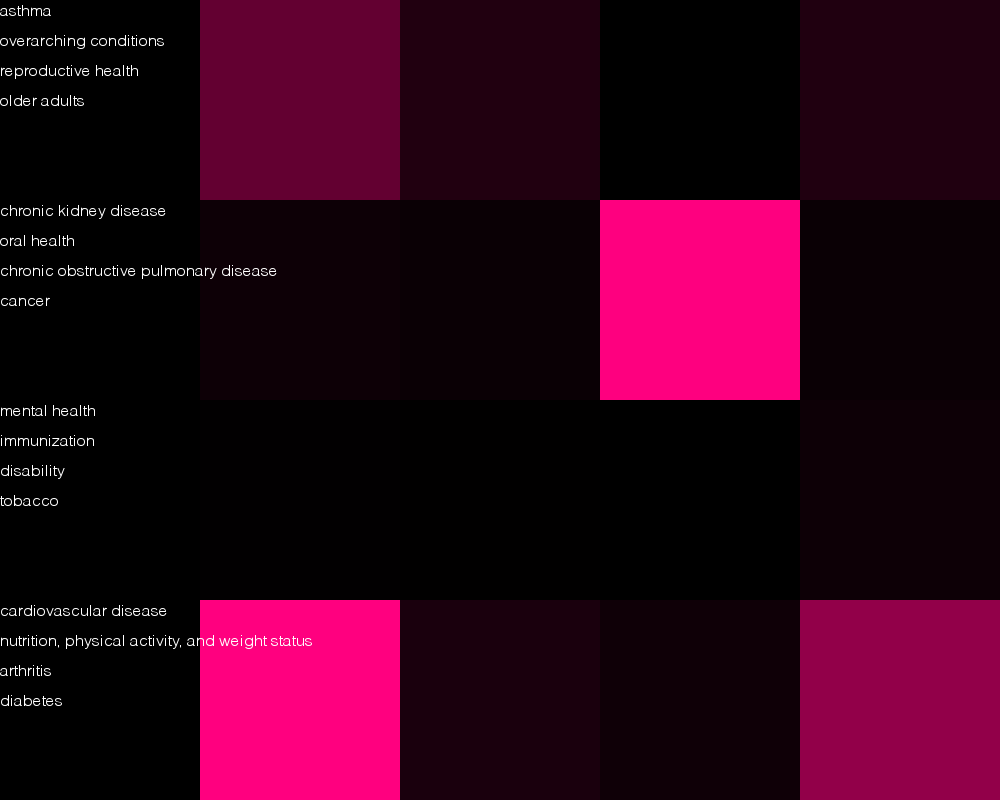 asthma
overarching conditions
reproductive health
older adults
chronic kidney disease
oral health
chronic obstructive pulmonary disease
cancer
mental health
immunization
disability
tobacco
cardiovascular disease
nutrition, physical activity, and weight status
arthritis
diabetes